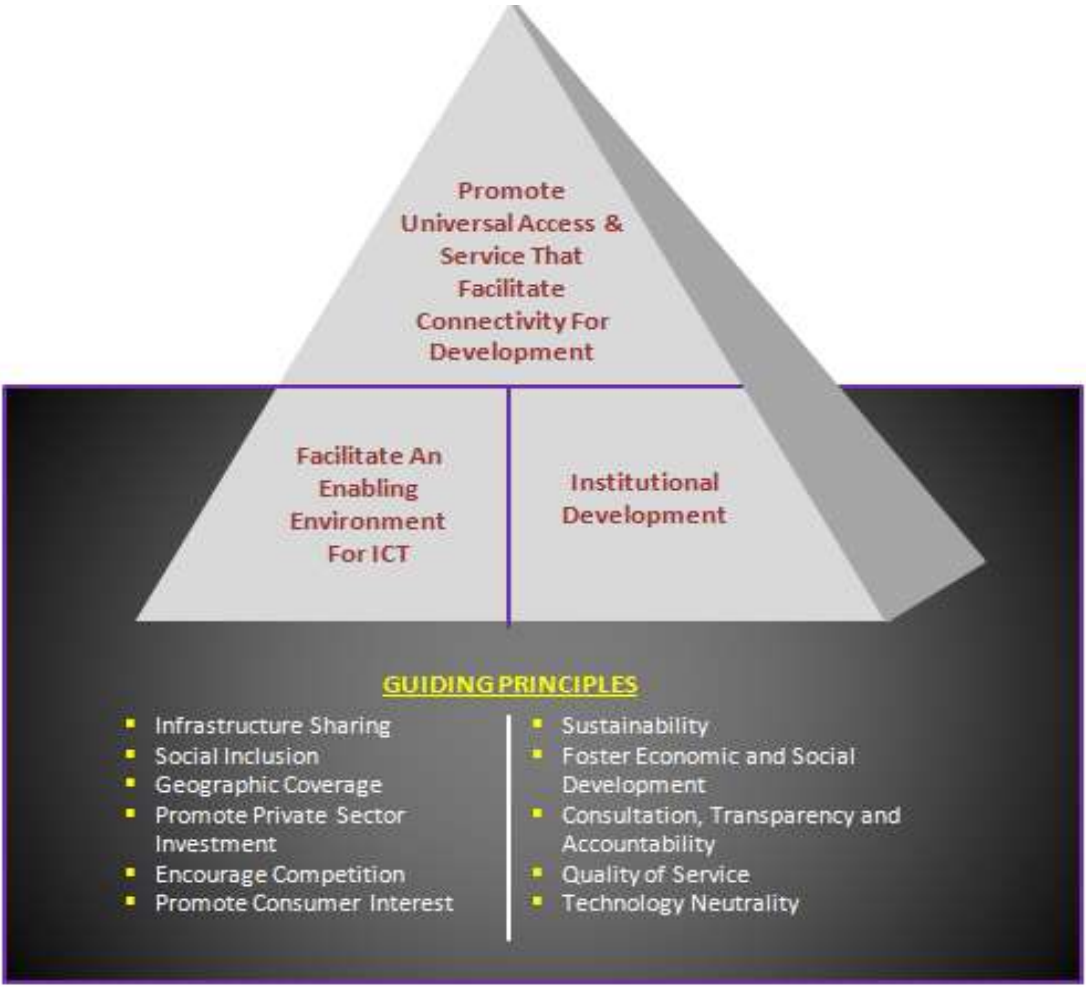 Promote
Universal Access &
Service That
Facilitate
Connectivity For
Development
Facilitate An
Enabling
Environment
For ICT
Institutional
Development
GUIDING PRINCIPLES
Infrastructure Sharing
Social Inclusion
Geographic Coverage
Promote Private Sector
Investment
Encourage Competition
Promote Consumer Interest
Sustainability
Foster Economic and Social
Development
Consultation, Transparency and
Accountability
Quality of Service
Technology Neutrality